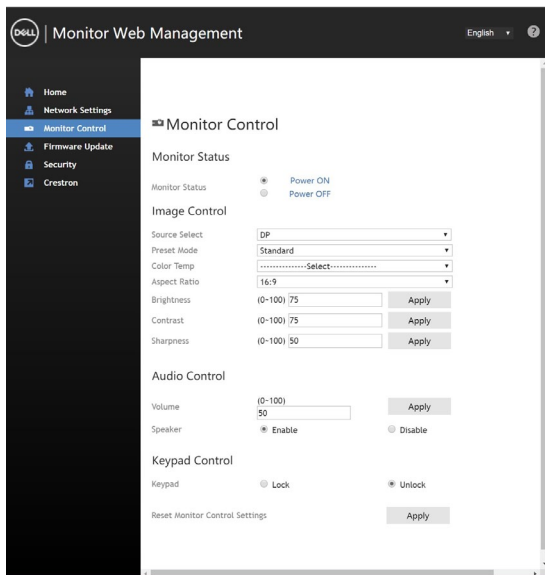 DELL
Monitor Web Management
English
?
Home
Network Settings
Monitor Control
Firmware Update
Security
Crestron
Monitor Control
Monitor Status
Monitor Status
Power ON
Power OFF
Image Control
Source Select DP
Preset Mode Standard
Color Temp ---------------Select---------------
Aspect Ratio 16:9
Brightness (0~100) 75 Apply
Contrast (0~100) 75 Apply
Sharpness (0~100) 50 Apply
Audio Control
Volume (0~100) 50 Apply
Speaker Enable Disable
Keypad Control
Keypad Lock Unlock
Reset Monitor Control Settings Apply